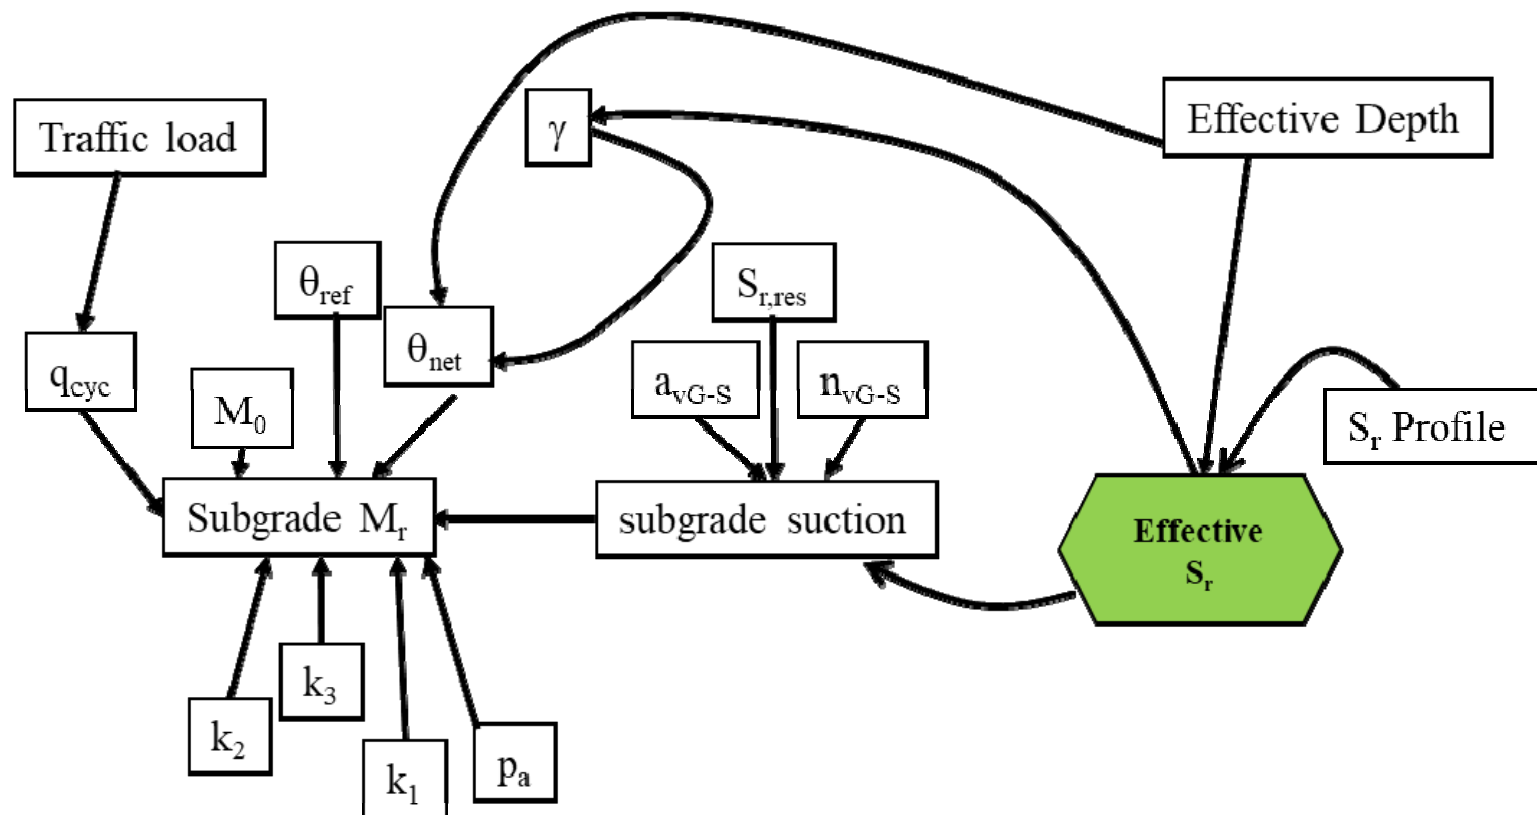 Traffic load
γ
Effective Depth
θref
Sr,res
qcyc
θnet
M0
avG-S
nvG-S
Sr Profile
Subgrade Mr
subgrade suction
Effective
Sr
k2
k3
k1
pa